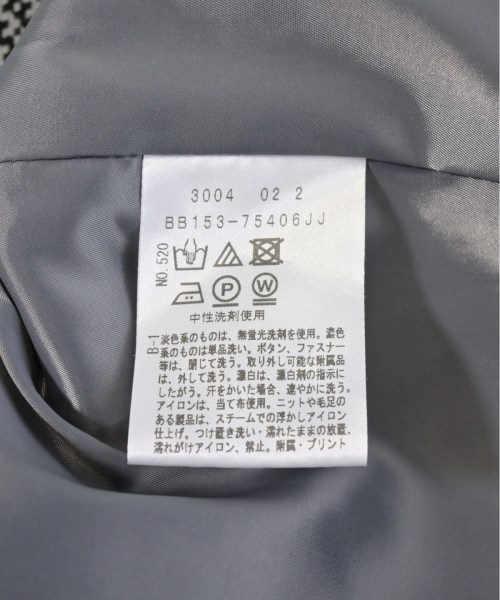 3004 02 2
BB153-75406JJ
NO.520
P W
中性洗剤使用
B-1
淡色系のものは、無蛍光洗剤を使用。濃色
系のものは単品洗い。ボタン、ファスナー
等は、閉じて洗う。取り外し可能な附属品
は、外して洗う。漂白は、漂白剤の指示に
したがう。汗をかいた場合、速やかに洗う。
アイロンは、当て布使用。ニットや毛足の
ある製品は、スチームでの浮かしアイロン
仕上げ。つけ置き洗い・濡れたままの放置、
濡れがけアイロン、禁止。附属・プリント